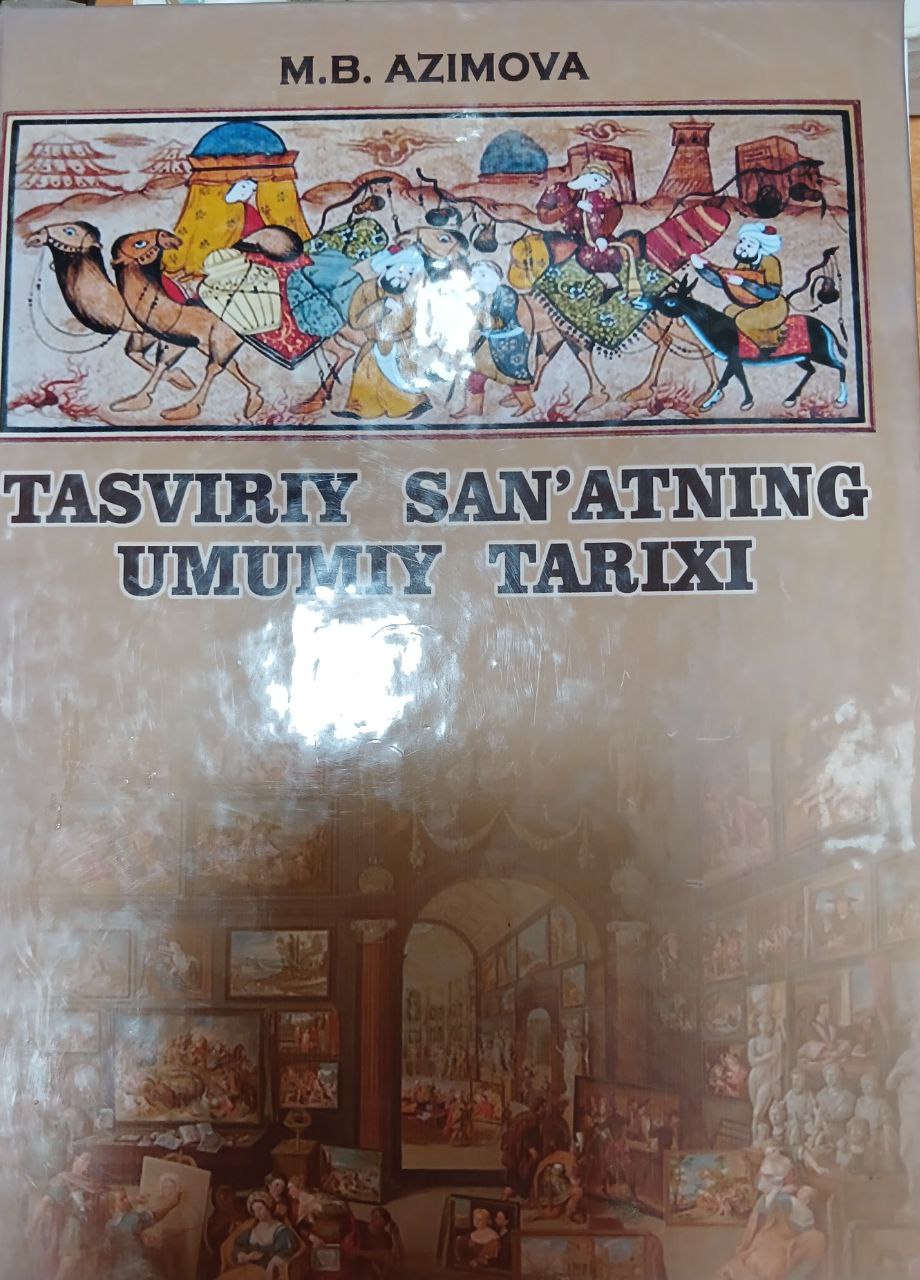 M.B. AZIMOVA
TASVIRIY SAN’ATNING
UMUMIY TARIXI